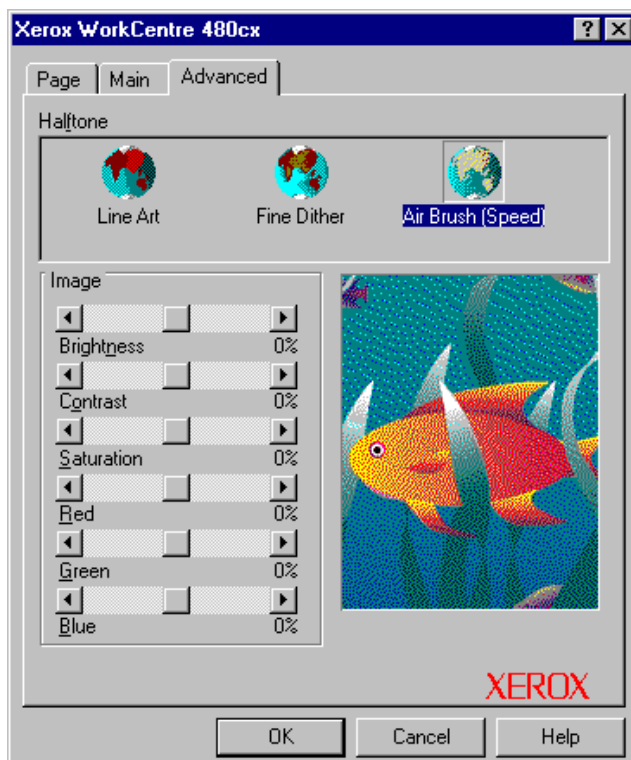 Xerox WorkCentre 480cx
Page Main Advanced
Halftone
Line Art Fine Dither Air Brush (Speed)
Image
Brightness 0%
Contrast 0%
Saturation 0%
Red 0%
Green 0%
Blue 0%
XEROX
OK Cancel Help